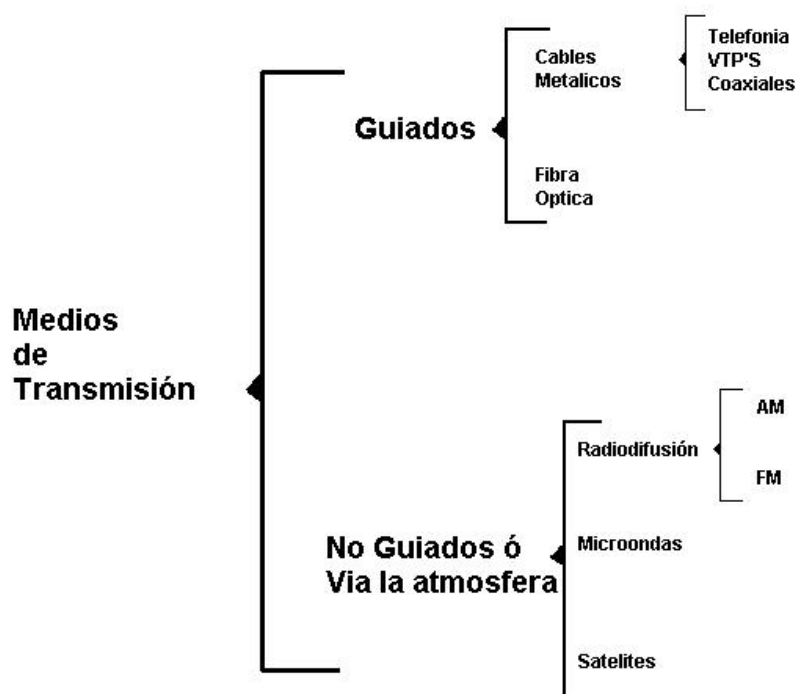 Medios
de
Transmisión
Guiados
Cables
Metalicos
Telefonia
VTP'S
Coaxiales
Fibra
Optica
No Guiados ó
Via la atmosfera
Radiodifusión
AM
FM
Microondas
Satelites